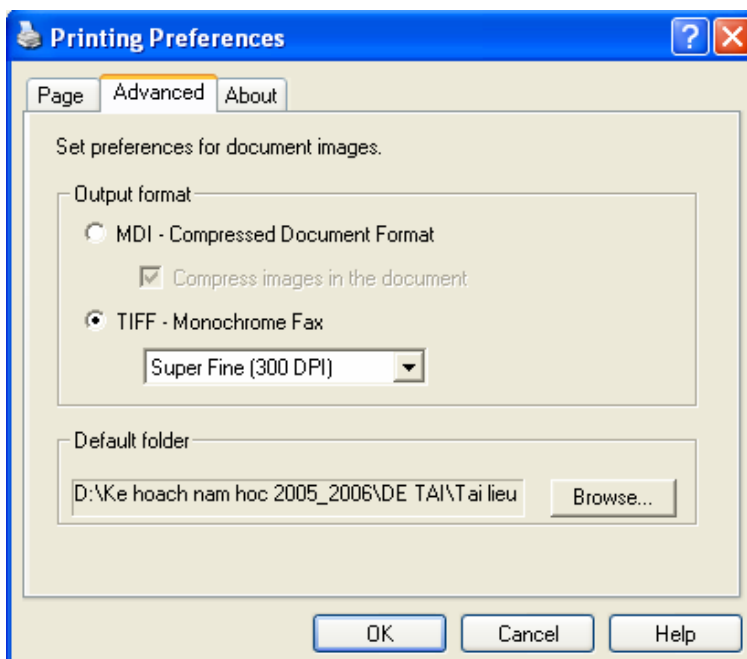 Printing Preferences
Page Advanced About
Set preferences for document images.
Output format
MDI - Compressed Document Format
Compress images in the document
TIFF - Monochrome Fax
Super Fine (300 DPI)
Default folder
D:\Ke hoach nam hoc 2005_2006\DE TAI\Tai lieu
Browse...
OK Cancel Help